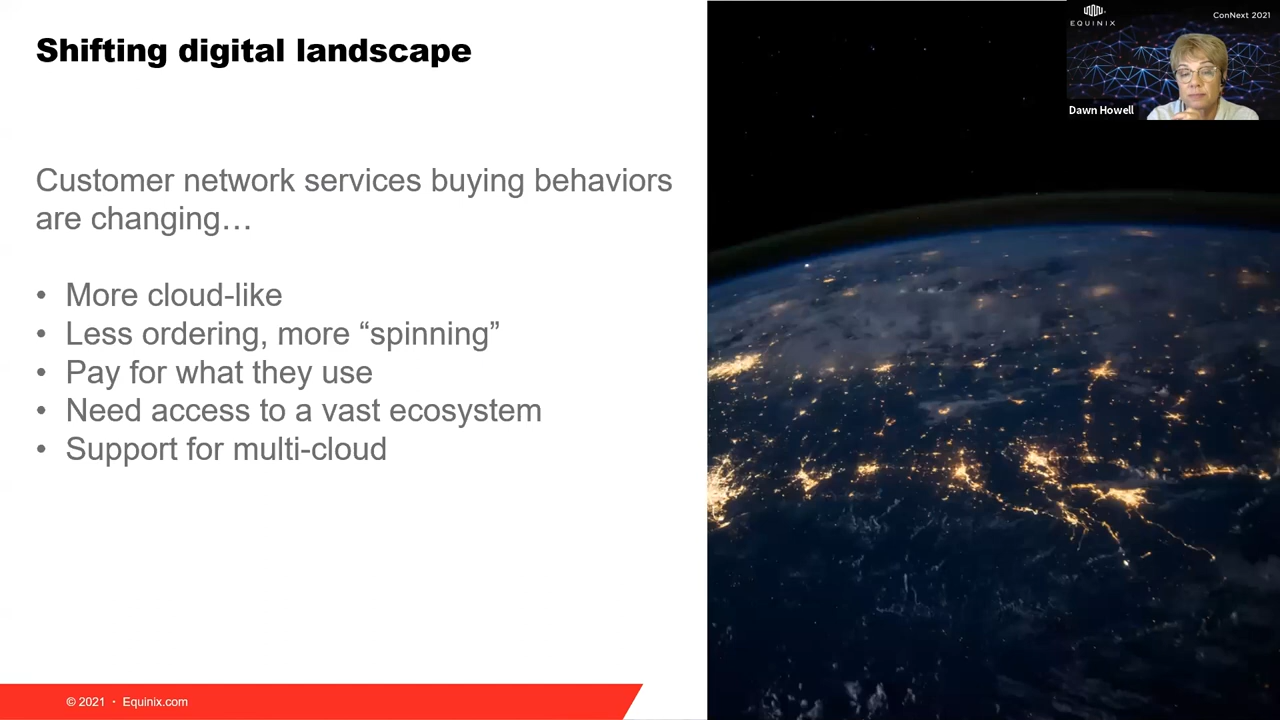 Shifting digital landscape
EQUINIX
ConNext 2021
Dawn Howell
Customer network services buying behaviors
are changing…
• More cloud-like
• Less ordering, more “spinning”
• Pay for what they use
• Need access to a vast ecosystem
• Support for multi-cloud
© 2021 · Equinix.com